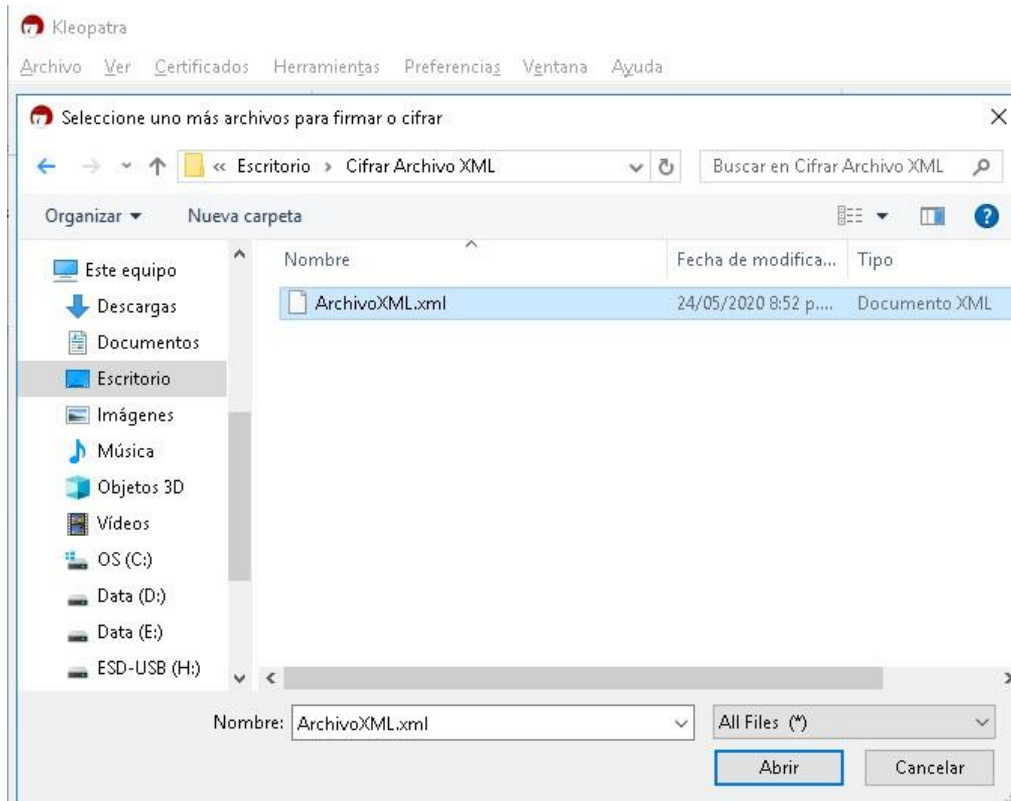 Kleopatra
Archivo Ver Certificados Herramientas Preferencias Ventana Ayuda
Seleccione uno más archivos para firmar o cifrar
« Escritorio › Cifrar Archivo XML
Buscar en Cifrar Archivo XML
Organizar Nueva carpeta
Este equipo
Descargas
Documentos
Escritorio
Imágenes
Música
Objetos 3D
Vídeos
OS (C:)
Data (D:)
Data (E:)
ESD-USB (H:)
Nombre Fecha de modifica... Tipo
ArchivoXML.xml 24/05/2020 8:52 p.... Documento XML
Nombre: ArchivoXML.xml All Files (*)
Abrir Cancelar